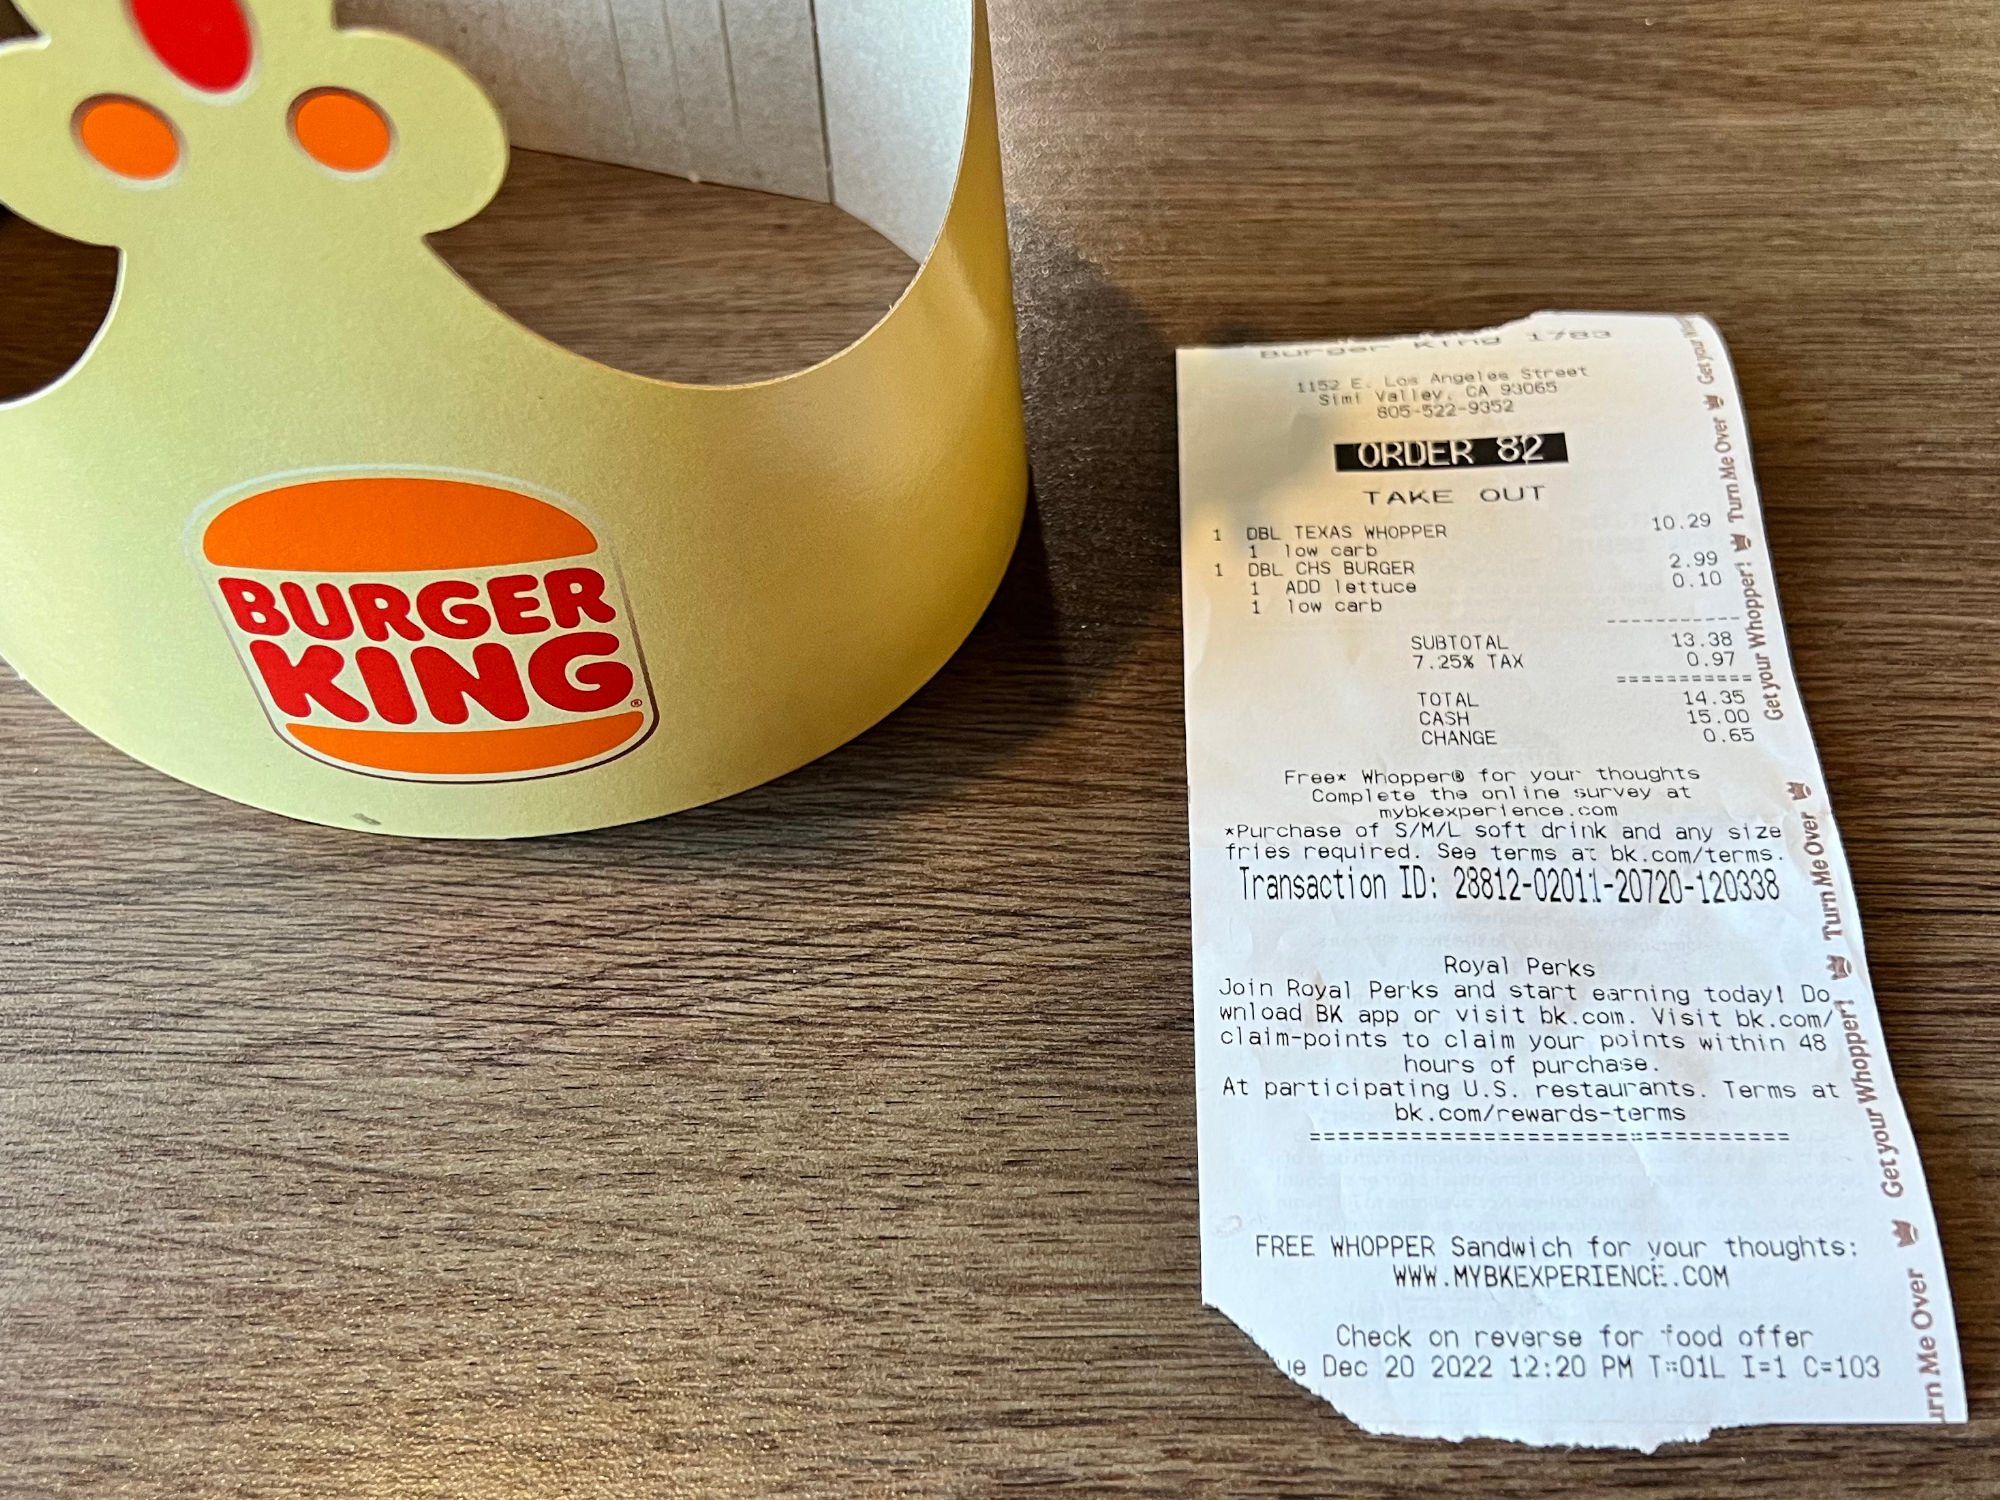 BURGER
KING®
Burger King 1783
1152 E. Los Angeles Street
Simi Valley, CA 93065
805-522-9352
ORDER 82
TAKE OUT
1 DBL TEXAS WHOPPER 10.29
1 low carb
1 DBL CHS BURGER 2.99
1 ADD lettuce 0.10
1 low carb
SUBTOTAL 13.38
7.25% TAX 0.97
TOTAL 14.35
CASH 15.00
CHANGE 0.65
Free* Whopper® for your thoughts
Complete the online survey at
mybkexperience.com
*Purchase of S/M/L soft drink and any size
fries required. See terms at bk.com/terms.
Transaction ID: 28812-02011-20720-120338
Royal Perks
Join Royal Perks and start earning today! Do
wnload BK app or visit bk.com. Visit bk.com/
claim-points to claim your points within 48
hours of purchase.
At participating U.S. restaurants. Terms at
bk.com/rewards-terms
================================
FREE WHOPPER Sandwich for your thoughts:
WWW.MYBKEXPERIENCE.COM
Check on reverse for food offer
ue Dec 20 2022 12:20 PM T=01L I=1 C=103
urn Me Over Get your Whopper! Turn Me Over Get your Whopper! Turn Me Over Get your Wh